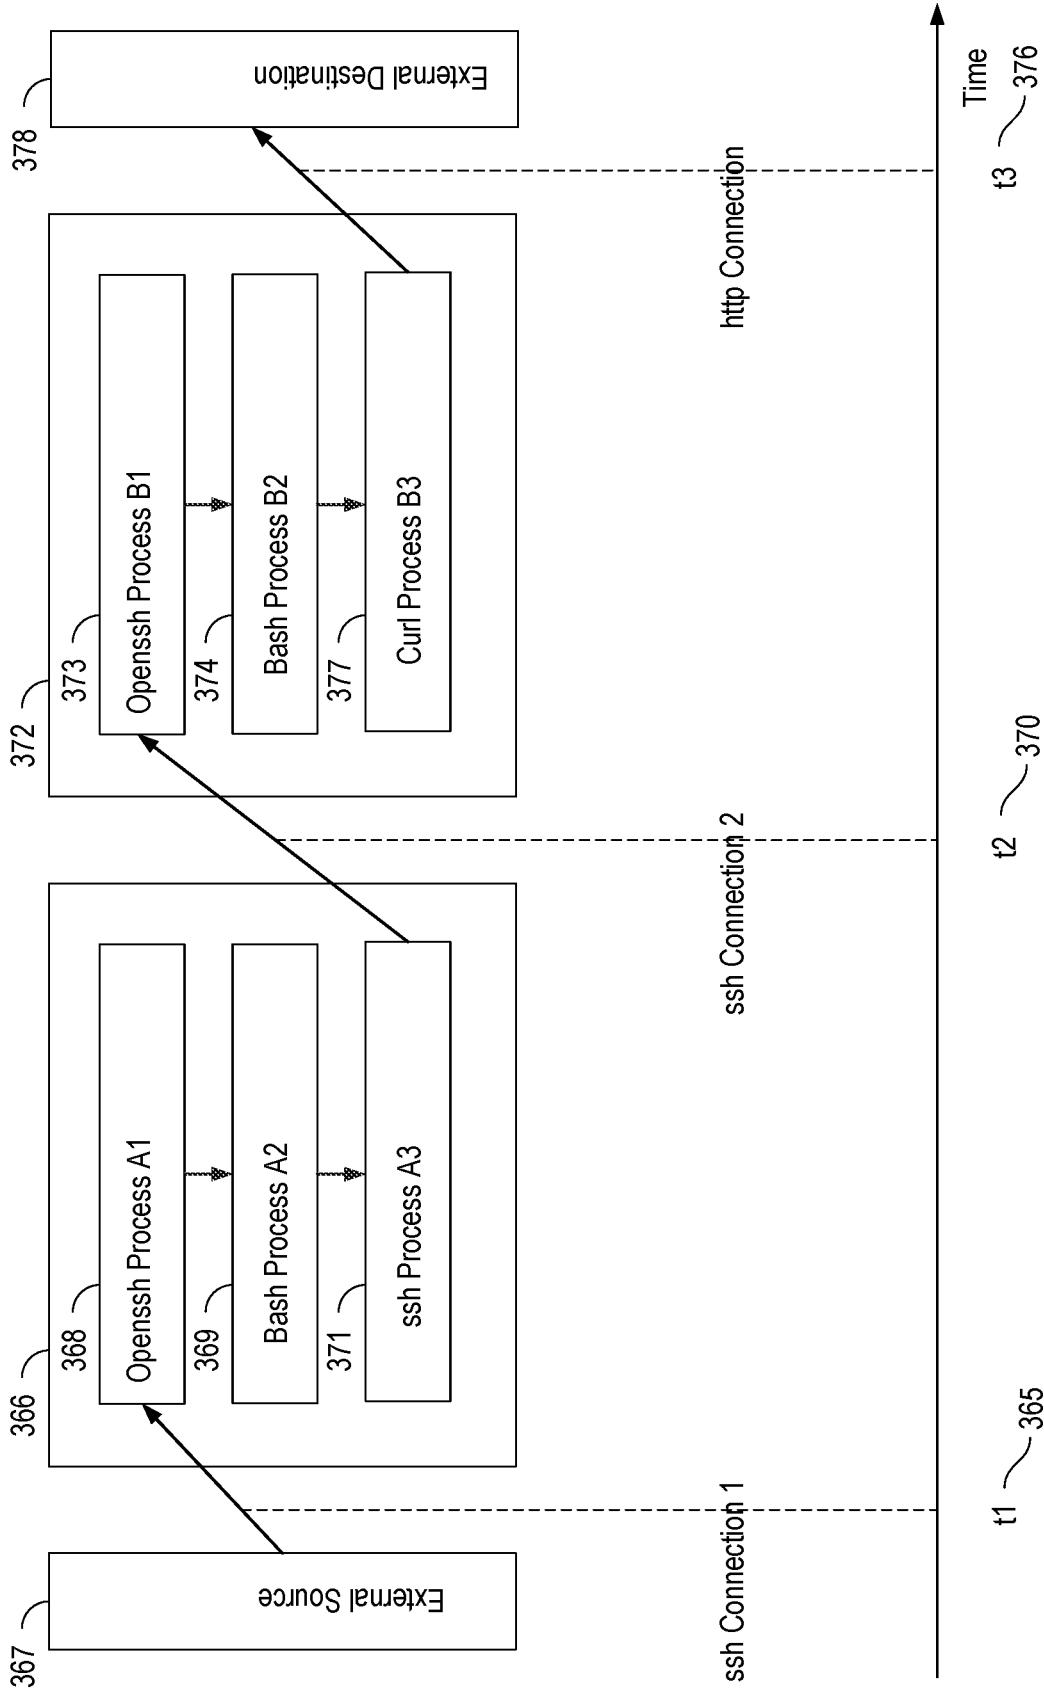 367
External Source
366
368
Openssh Process A1
369
Bash Process A2
371
ssh Process A3
372
373
Openssh Process B1
374
Bash Process B2
377
Curl Process B3
378
External Destination
ssh Connection 1
ssh Connection 2
http Connection
Time
t1
365
t2
370
t3
376